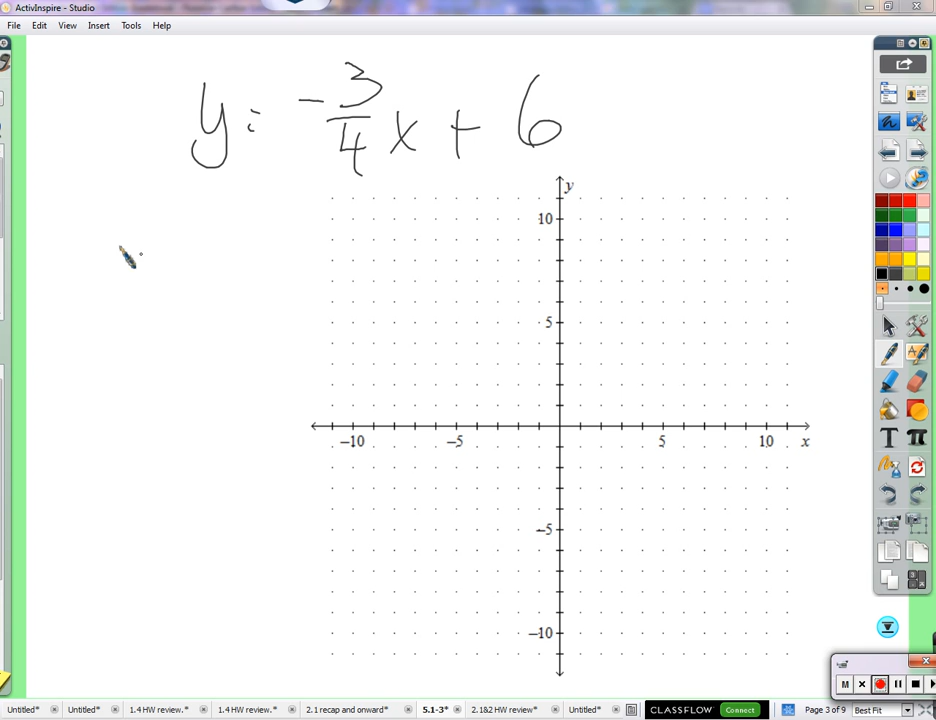 ActivInspire - Studio
File Edit View Insert Tools Help
y = -3/4 x + 6
y
10
5
-10 -5 5 10 x
-5
-10
M
Untitled* Untitled* 1.4 HW review.* 1.4 HW review.* 2.1 recap and onward* 5.1-3* 2.1&2 HW review* Untitled* CLASSFLOW Connect Page 3 of 9 Best Fit